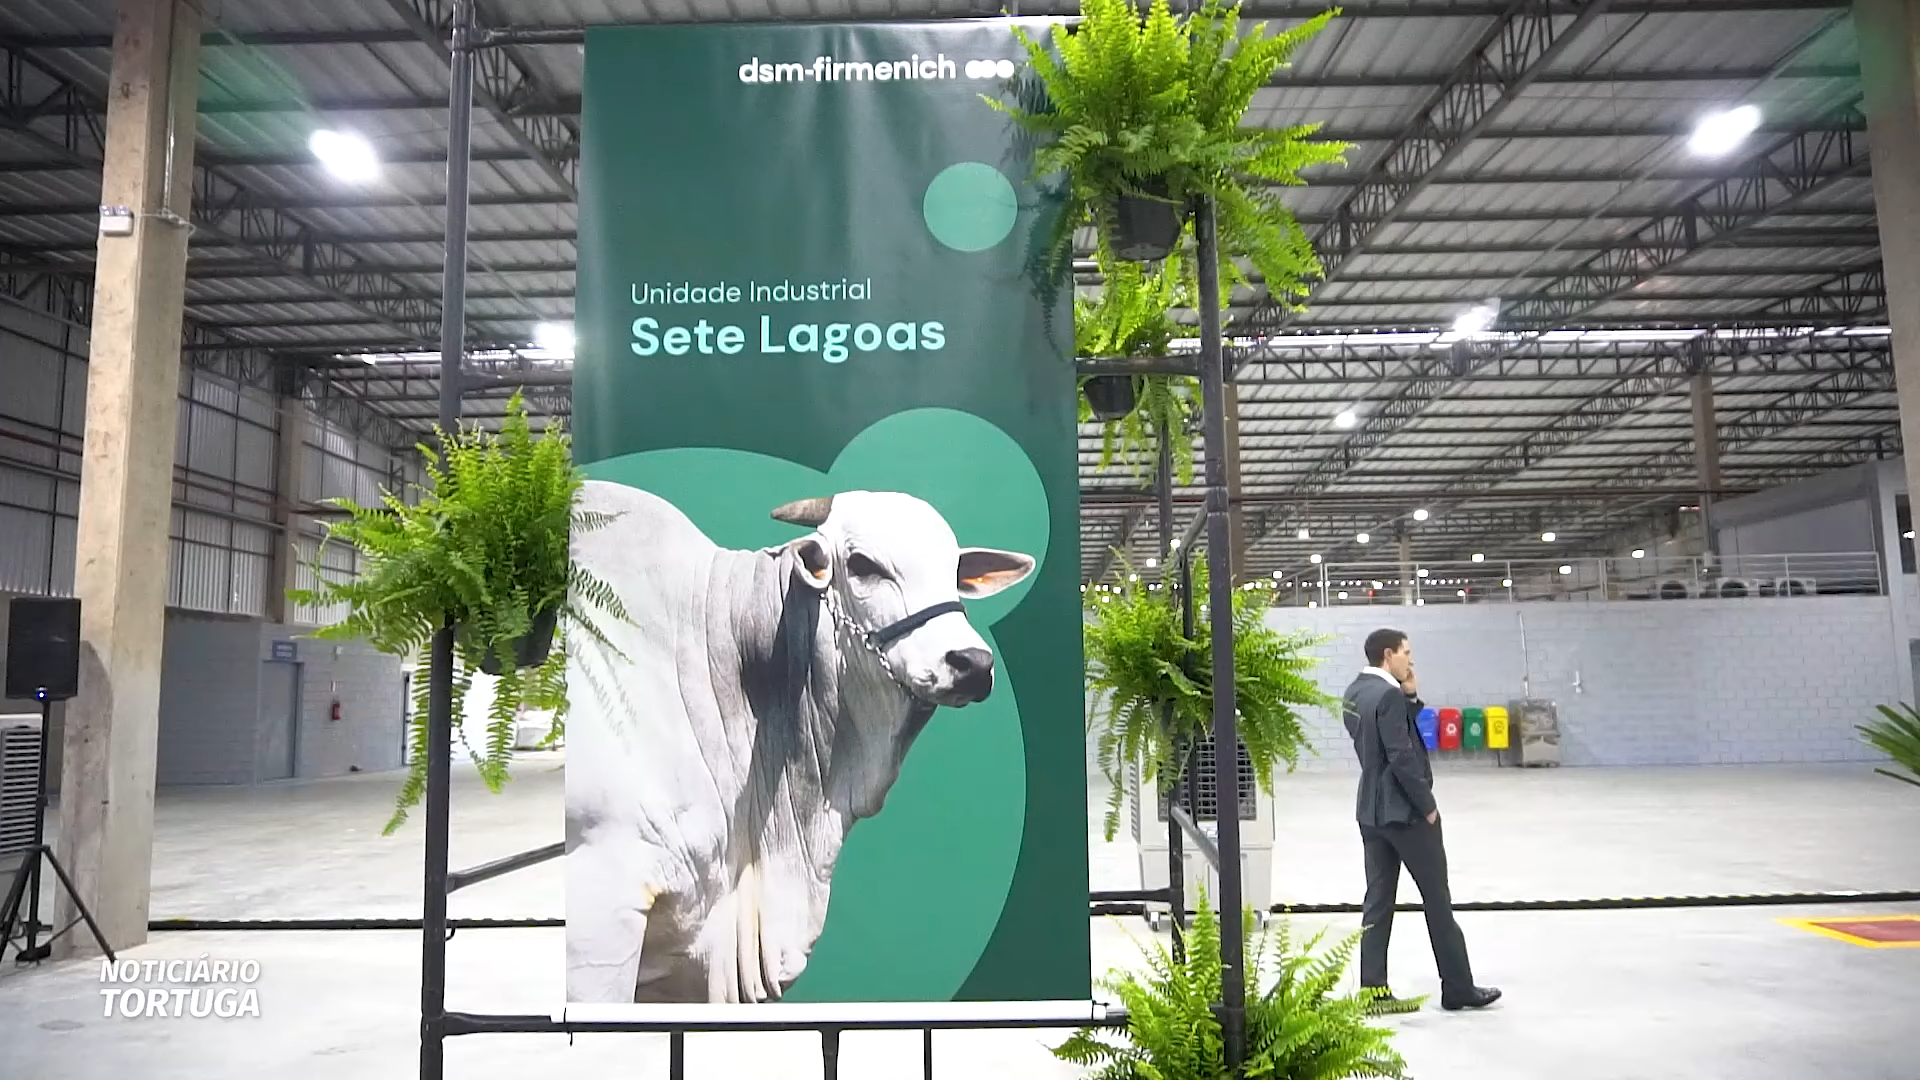 dsm-firmenich
Unidade Industrial
Sete Lagoas
NOTICIÁRIO
TORTUGA